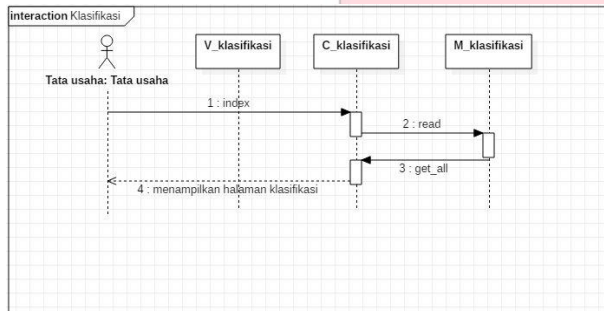 interaction Klasifikasi
V_klasifikasi
C_klasifikasi
M_klasifikasi
Tata usaha: Tata usaha
1 : index
2 : read
3 : get_all
4 : menampilkan halaman klasifikasi